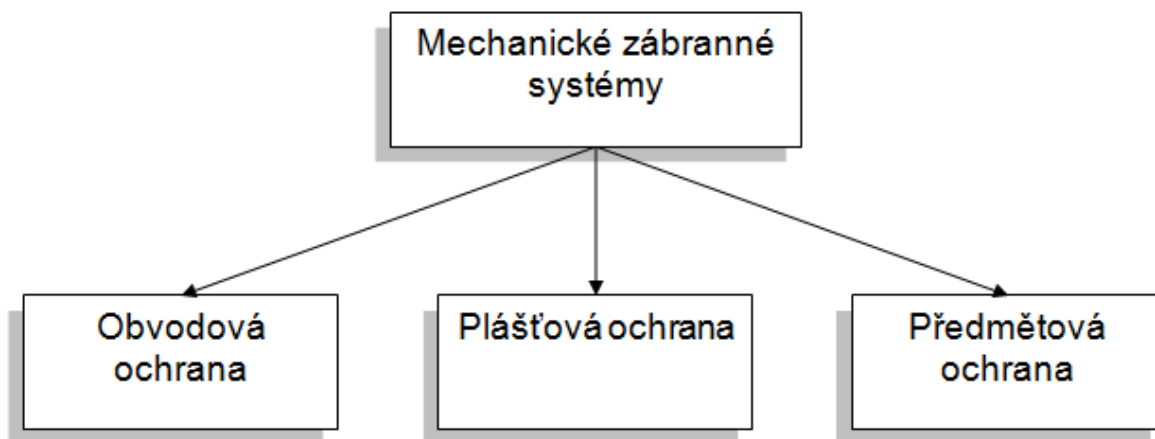 Mechanické zábranné
systémy
Obvodová
ochrana
Plášťová ochrana
Předmětová
ochrana